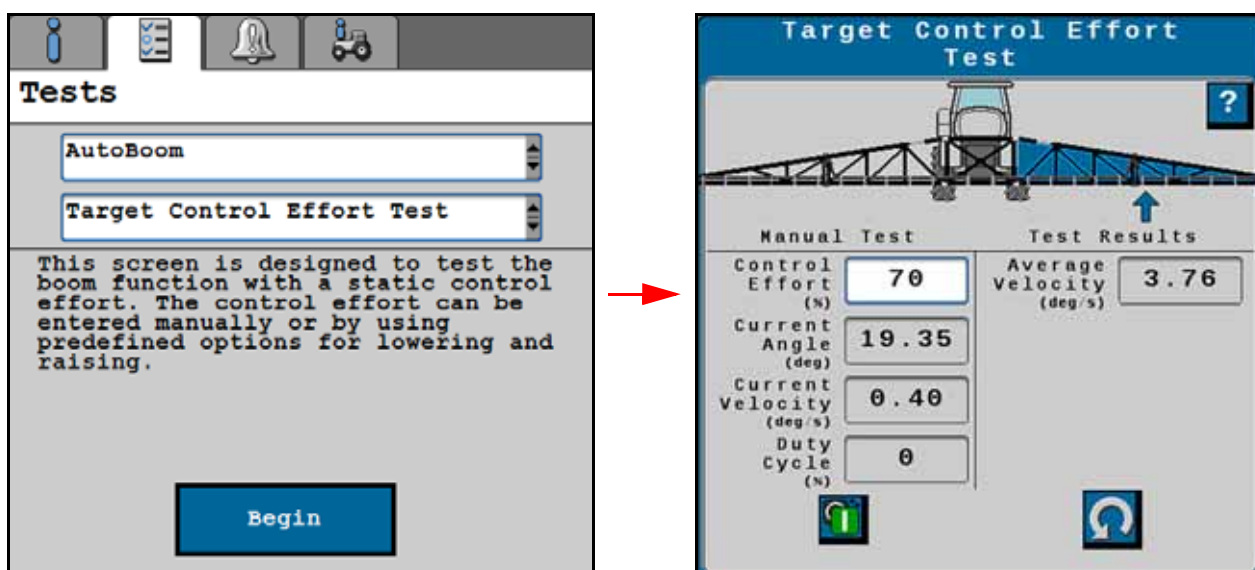 Tests
AutoBoom
Target Control Effort Test
This screen is designed to test the
boom function with a static control
effort. The control effort can be
entered manually or by using
predefined options for lowering and
raising.
Begin
Target Control Effort
Test
?
Manual Test
Control
Effort
(%)
70
Current
Angle
(deg)
19.35
Current
Velocity
(deg/s)
0.40
Duty
Cycle
(%)
0
Test Results
Average
Velocity
(deg/s)
3.76